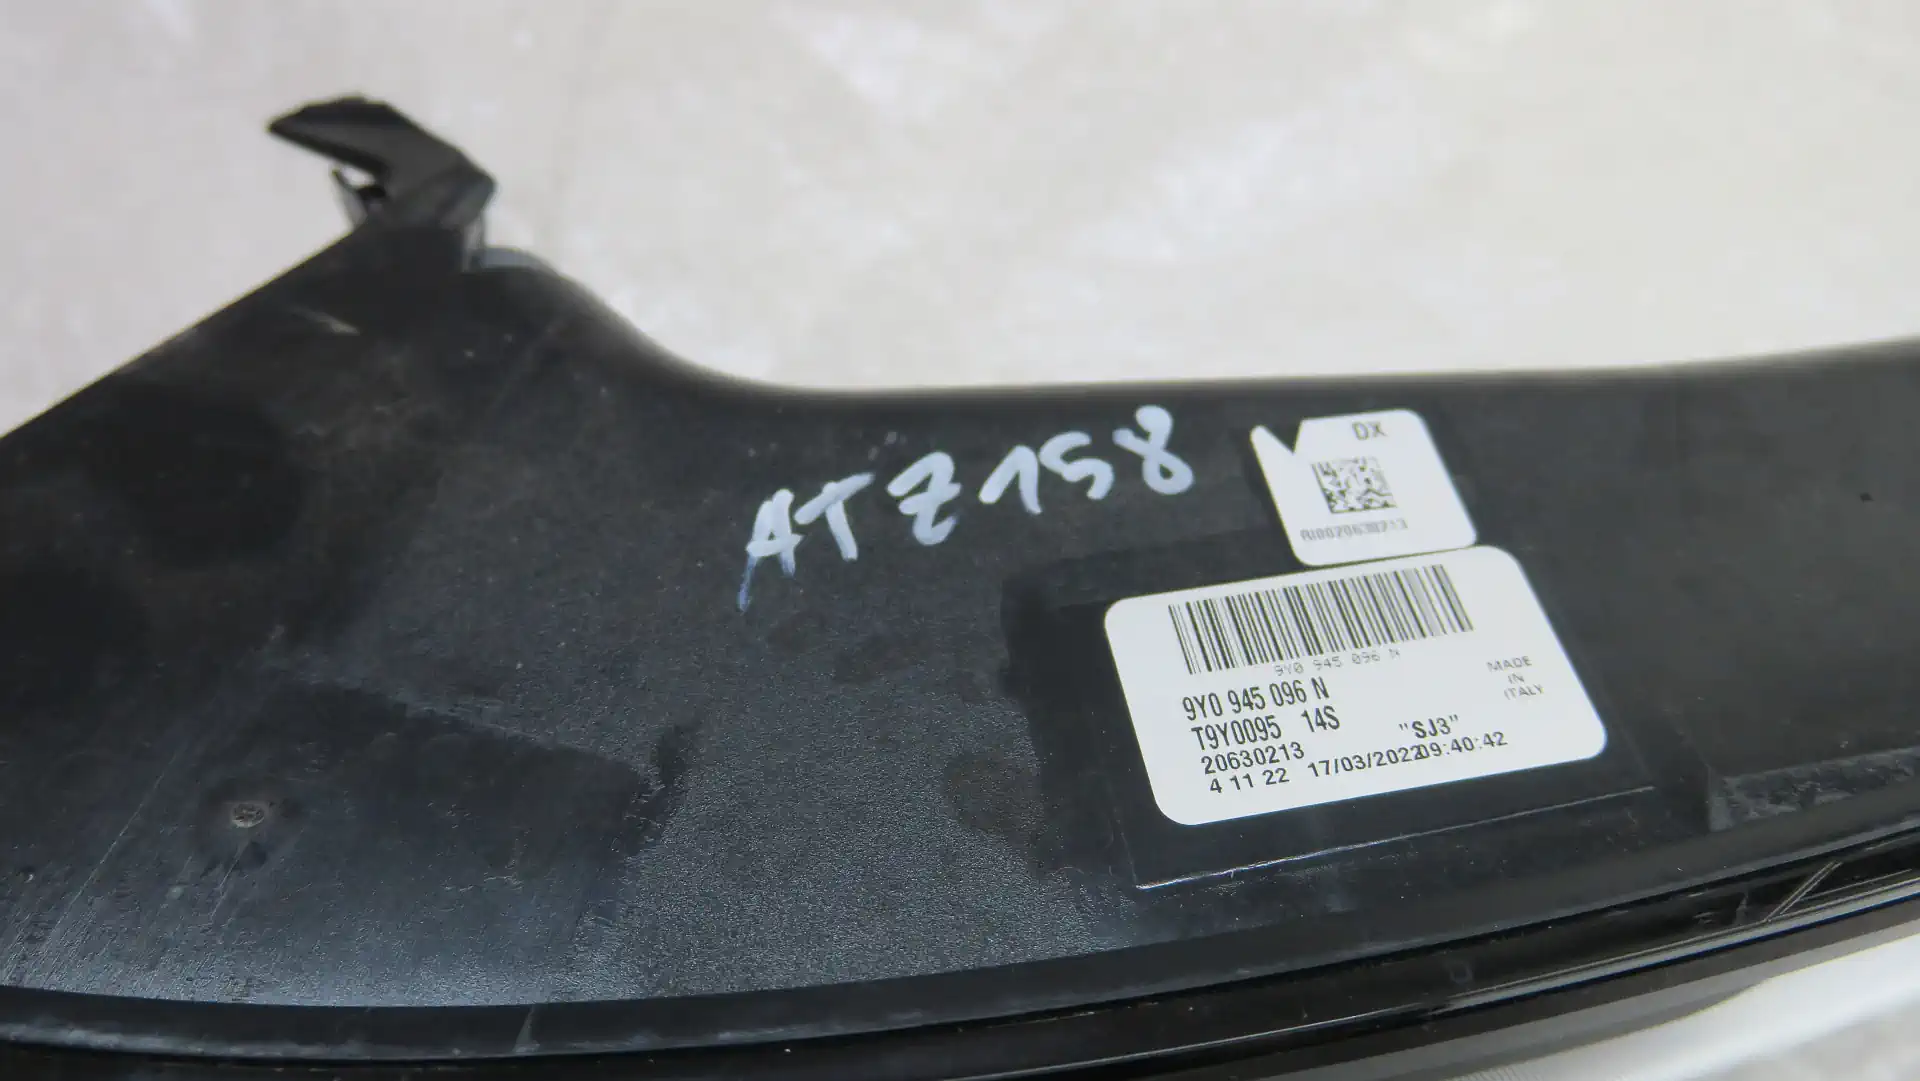 ATZ158
DX
AI0020630213
9Y0 945 096 N
9Y0 945 096 N
MADE
IN
ITALY
T9Y0095 14S
20630213 "SJ3"
4 11 22 17/03/2022 09:40:42